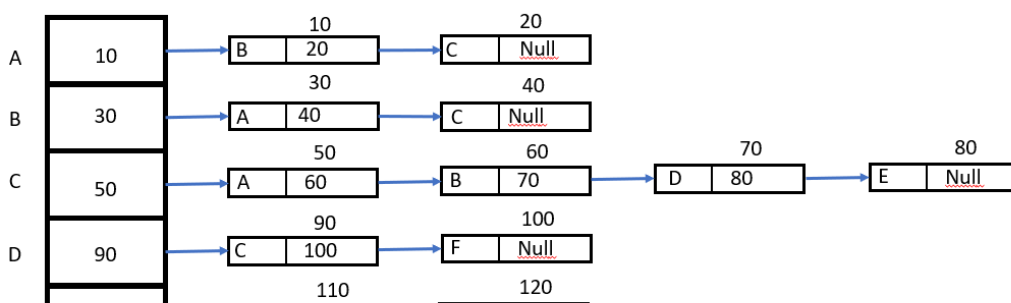 10 20
A 10 B 20 C Null
30 40
B 30 A 40 C Null
50 60 70 80
C 50 A 60 B 70 D 80 E Null
90 100
D 90 C 100 F Null
110 120